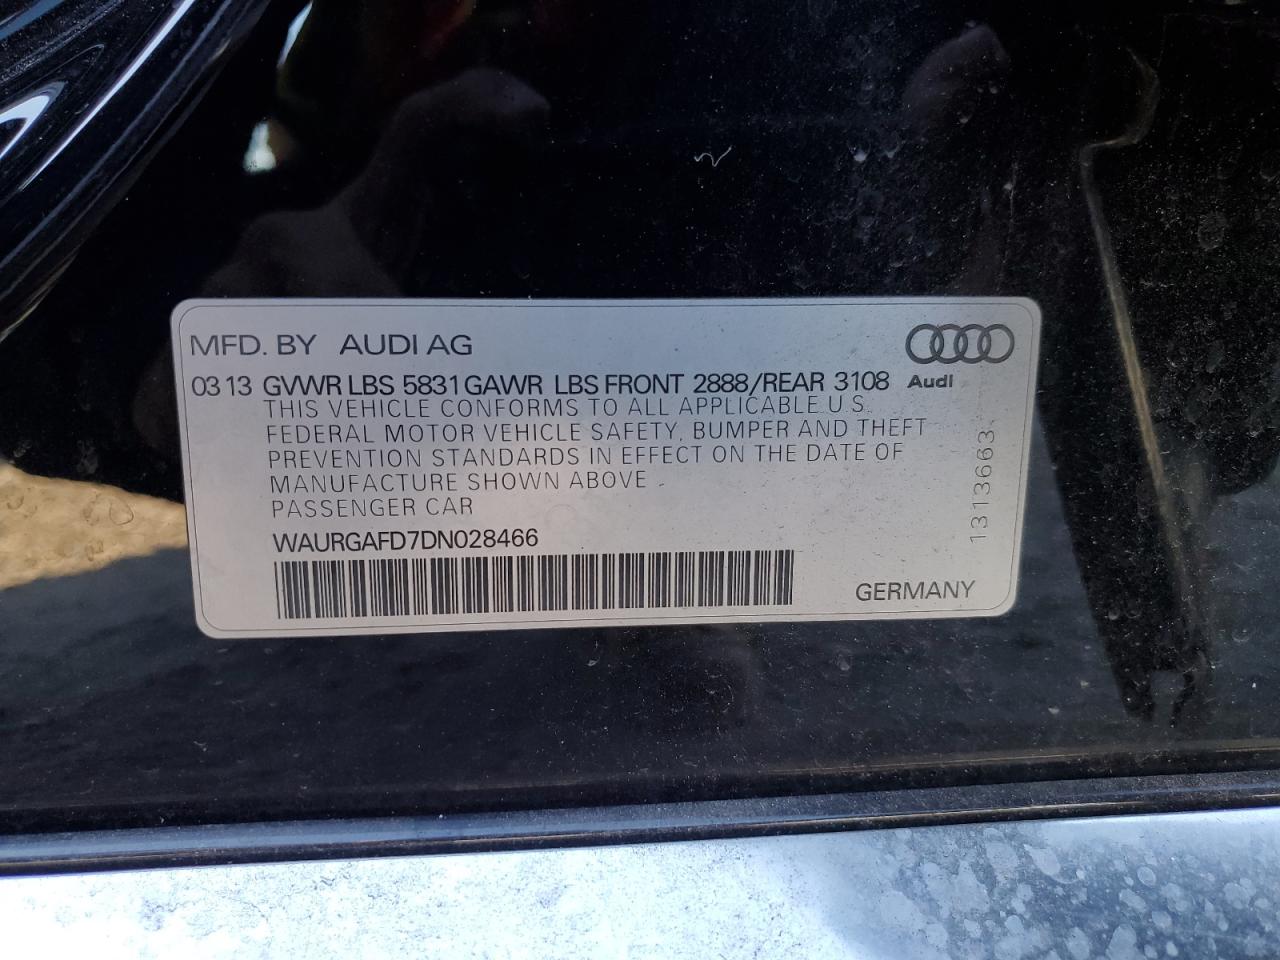 MFD. BY AUDI AG
03 13 GVWR LBS 5831 GAWR LBS FRONT 2888/REAR 3108
Audi
THIS VEHICLE CONFORMS TO ALL APPLICABLE U.S.
FEDERAL MOTOR VEHICLE SAFETY, BUMPER AND THEFT
PREVENTION STANDARDS IN EFFECT ON THE DATE OF
MANUFACTURE SHOWN ABOVE
PASSENGER CAR
1313663
WAURGAFD7DN028466
GERMANY